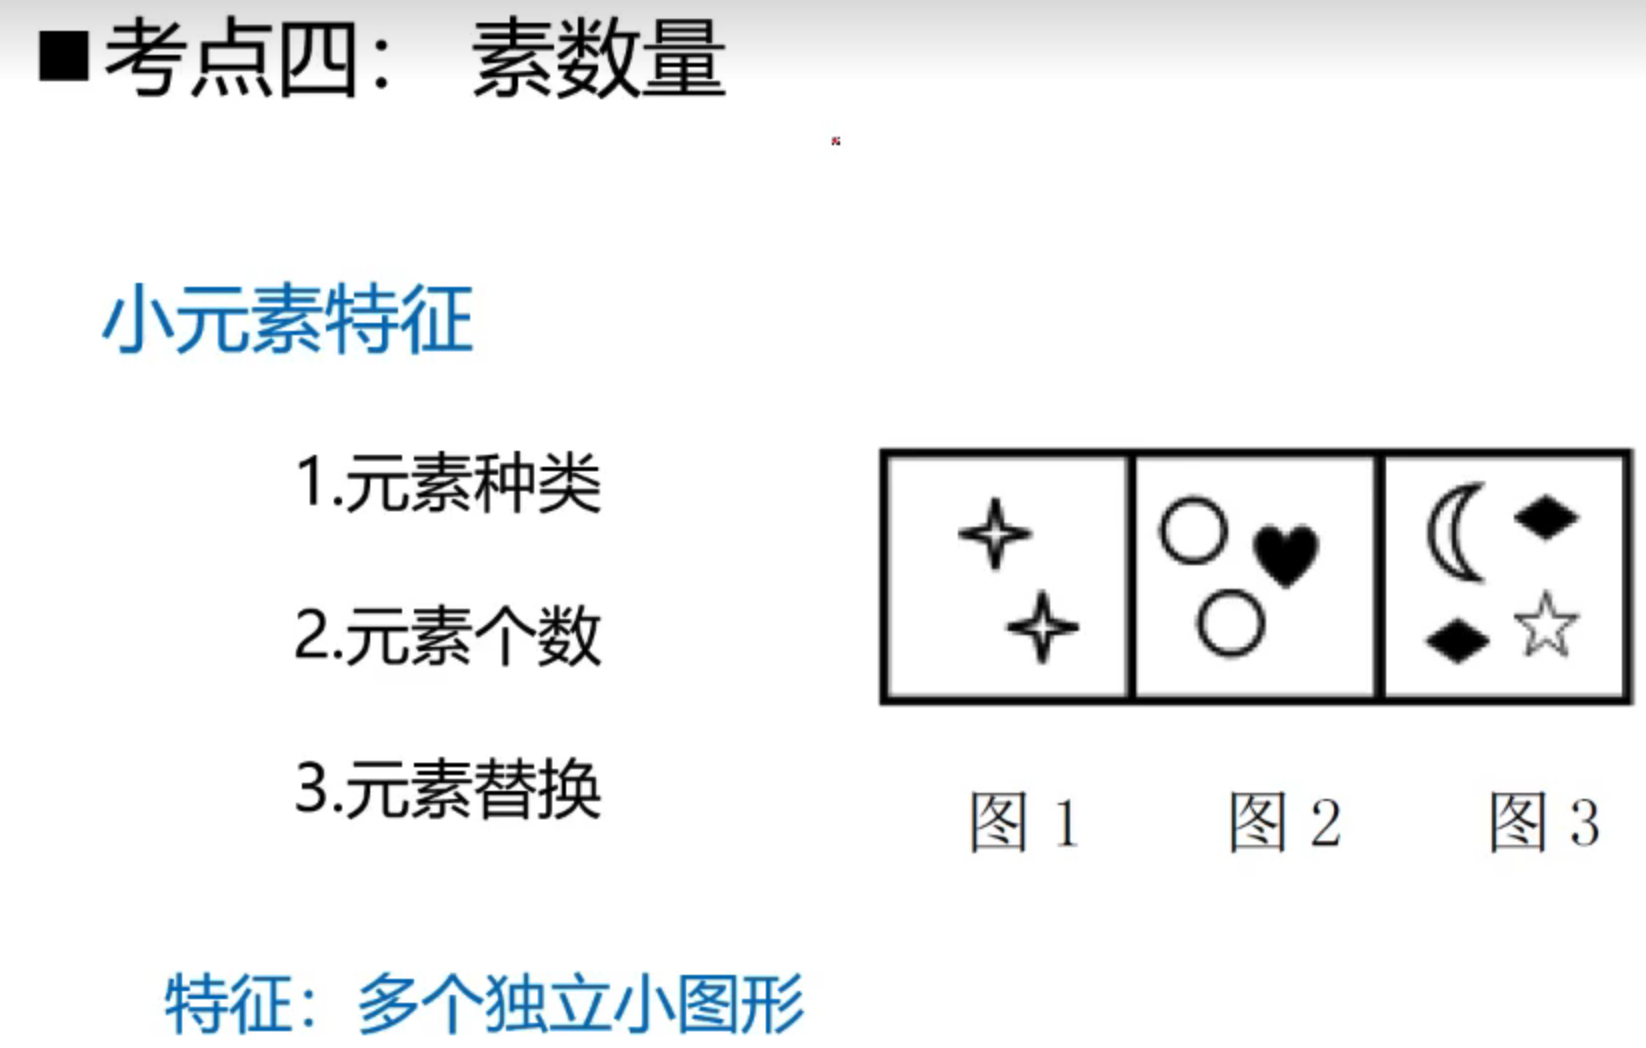 ■考点四： 素数量
小元素特征
1.元素种类
2.元素个数
3.元素替换
图 1 图 2 图 3
特征：多个独立小图形